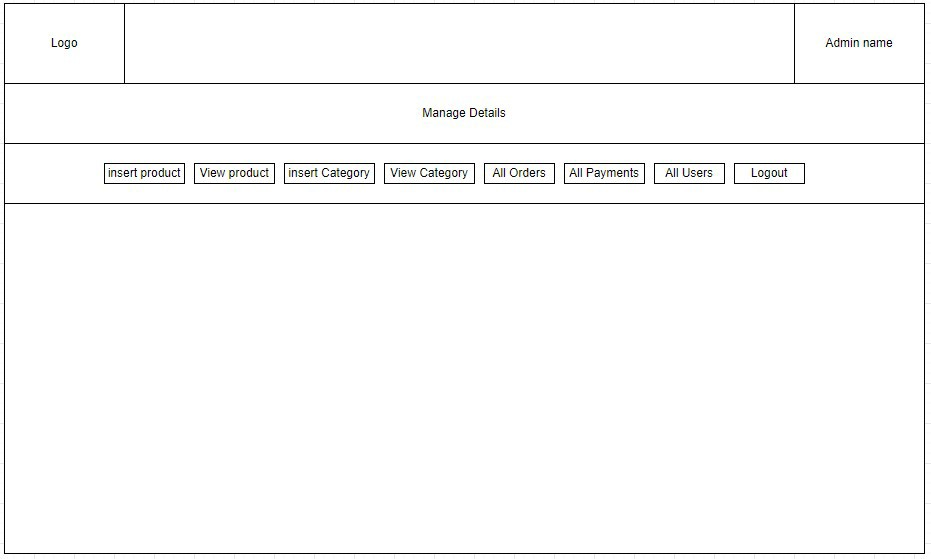 Logo
Admin name
Manage Details
insert product
View product
insert Category
View Category
All Orders
All Payments
All Users
Logout